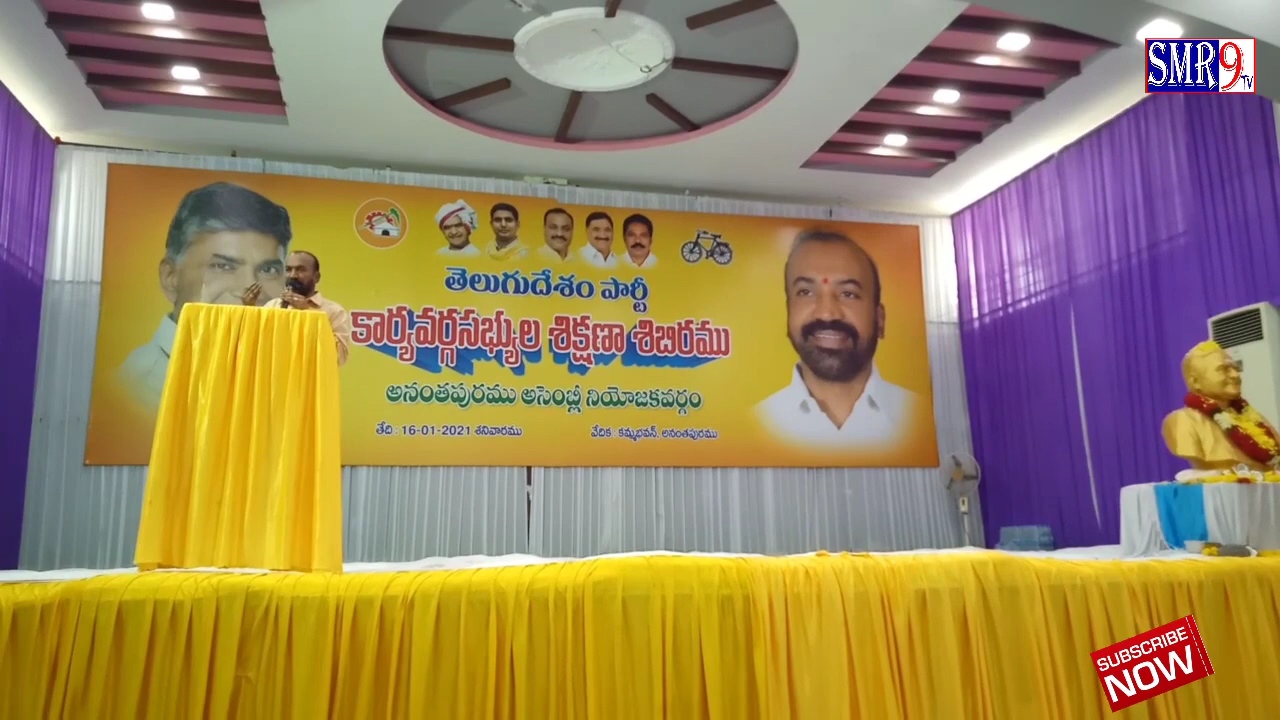 SMR9
TV
తెలుగుదేశం పార్టీ
కార్యవర్గసభ్యుల శిక్షణా శిబిరము
అనంతపురము అసెంబ్లీ నియోజకవర్గం
తేది : 16-01-2021 శనివారము
వేదిక : కమ్మభవన్, అనంతపురము
SUBSCRIBE
NOW